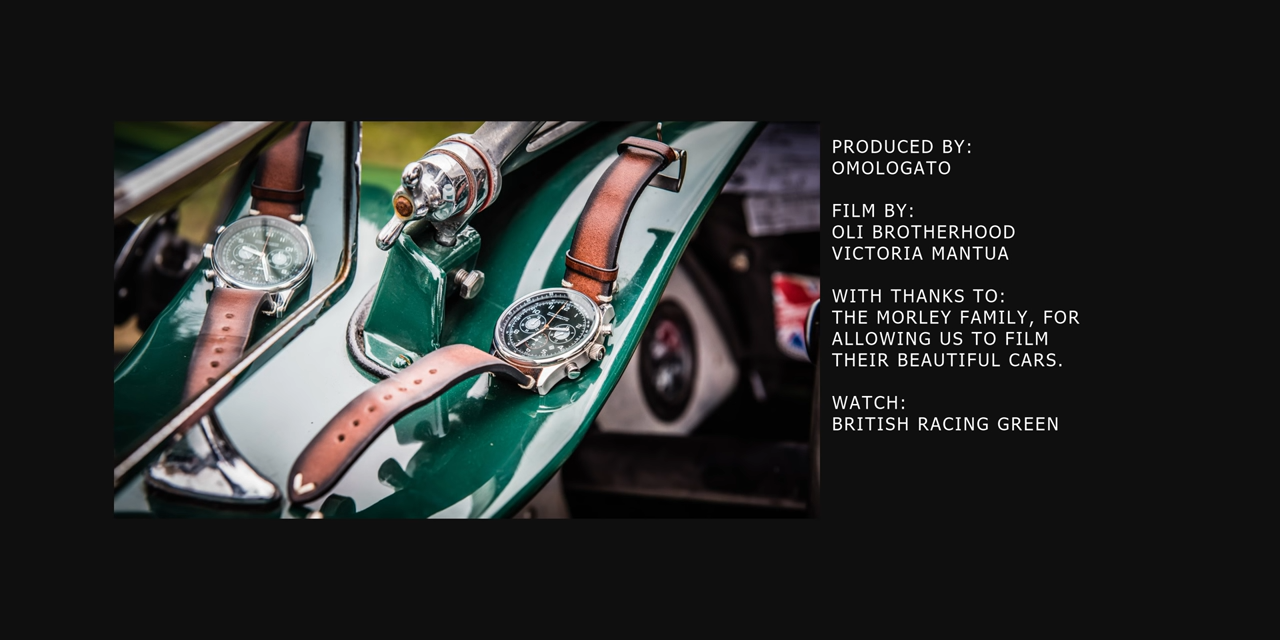 PRODUCED BY:
OMOLOGATO
FILM BY:
OLI BROTHERHOOD
VICTORIA MANTUA
WITH THANKS TO:
THE MORLEY FAMILY, FOR
ALLOWING US TO FILM
THEIR BEAUTIFUL CARS.
WATCH:
BRITISH RACING GREEN